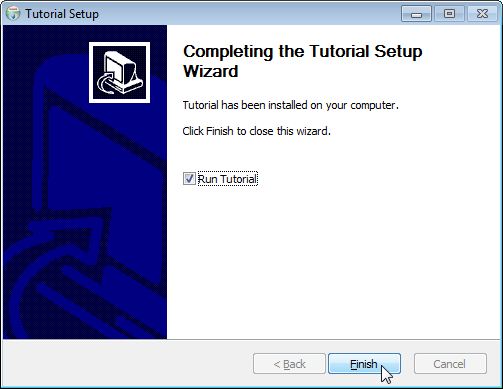 Tutorial Setup
Completing the Tutorial Setup
Wizard
Tutorial has been installed on your computer.
Click Finish to close this wizard.
Run Tutorial
< Back
Finish
Cancel